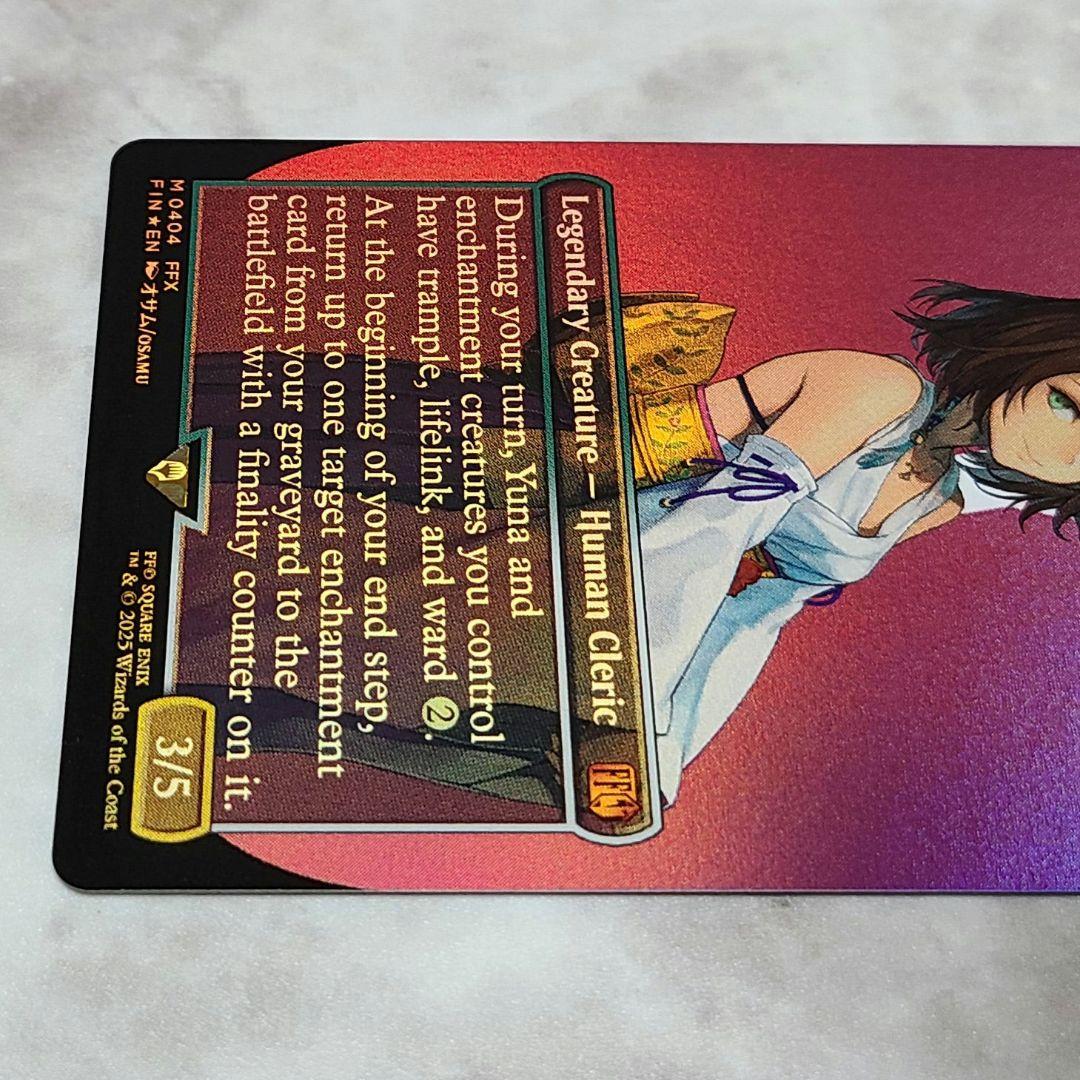 Legendary Creature — Human Cleric
During your turn, Yuna and
enchantment creatures you control
have trample, lifelink, and ward 2.
At the beginning of your end step,
return up to one target enchantment
card from your graveyard to the
battlefield with a finality counter on it.
3/5
M 0404 FFX
FIN★EN オサム/OSAMU
FF© SQUARE ENIX
™ & © 2025 Wizards of the Coast